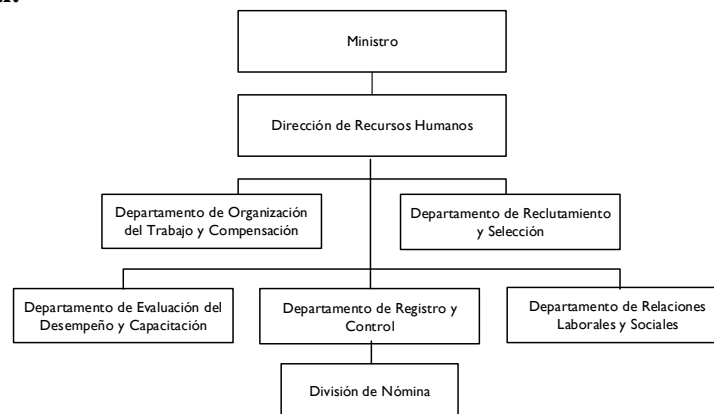 Ministro
Dirección de Recursos Humanos
Departamento de Organización
del Trabajo y Compensación
Departamento de Reclutamiento
y Selección
Departamento de Evaluación del
Desempeño y Capacitación
Departamento de Registro y
Control
Departamento de Relaciones
Laborales y Sociales
División de Nómina